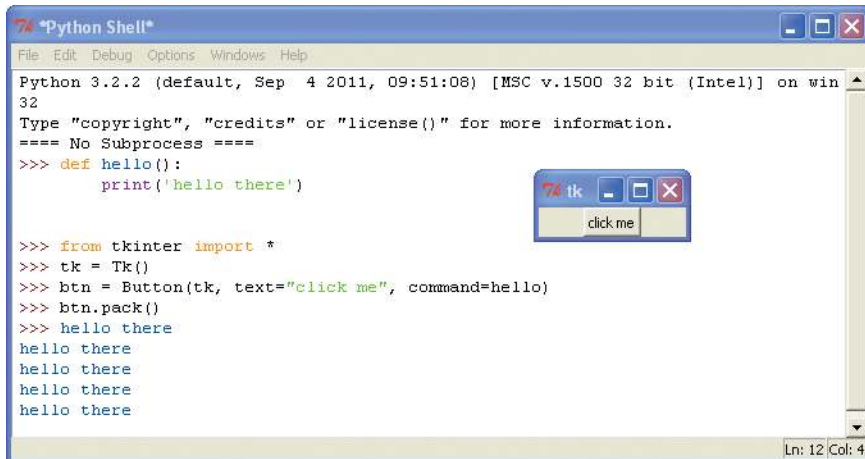 *Python Shell*
File Edit Debug Options Windows Help
Python 3.2.2 (default, Sep  4 2011, 09:51:08) [MSC v.1500 32 bit (Intel)] on win
32
Type "copyright", "credits" or "license()" for more information.
==== No Subprocess ====
>>> def hello():
        print('hello there')
>>> from tkinter import *
>>> tk = Tk()
>>> btn = Button(tk, text="click me", command=hello)
>>> btn.pack()
>>> hello there
hello there
hello there
hello there
hello there
tk
click me
Ln: 12 Col: 4